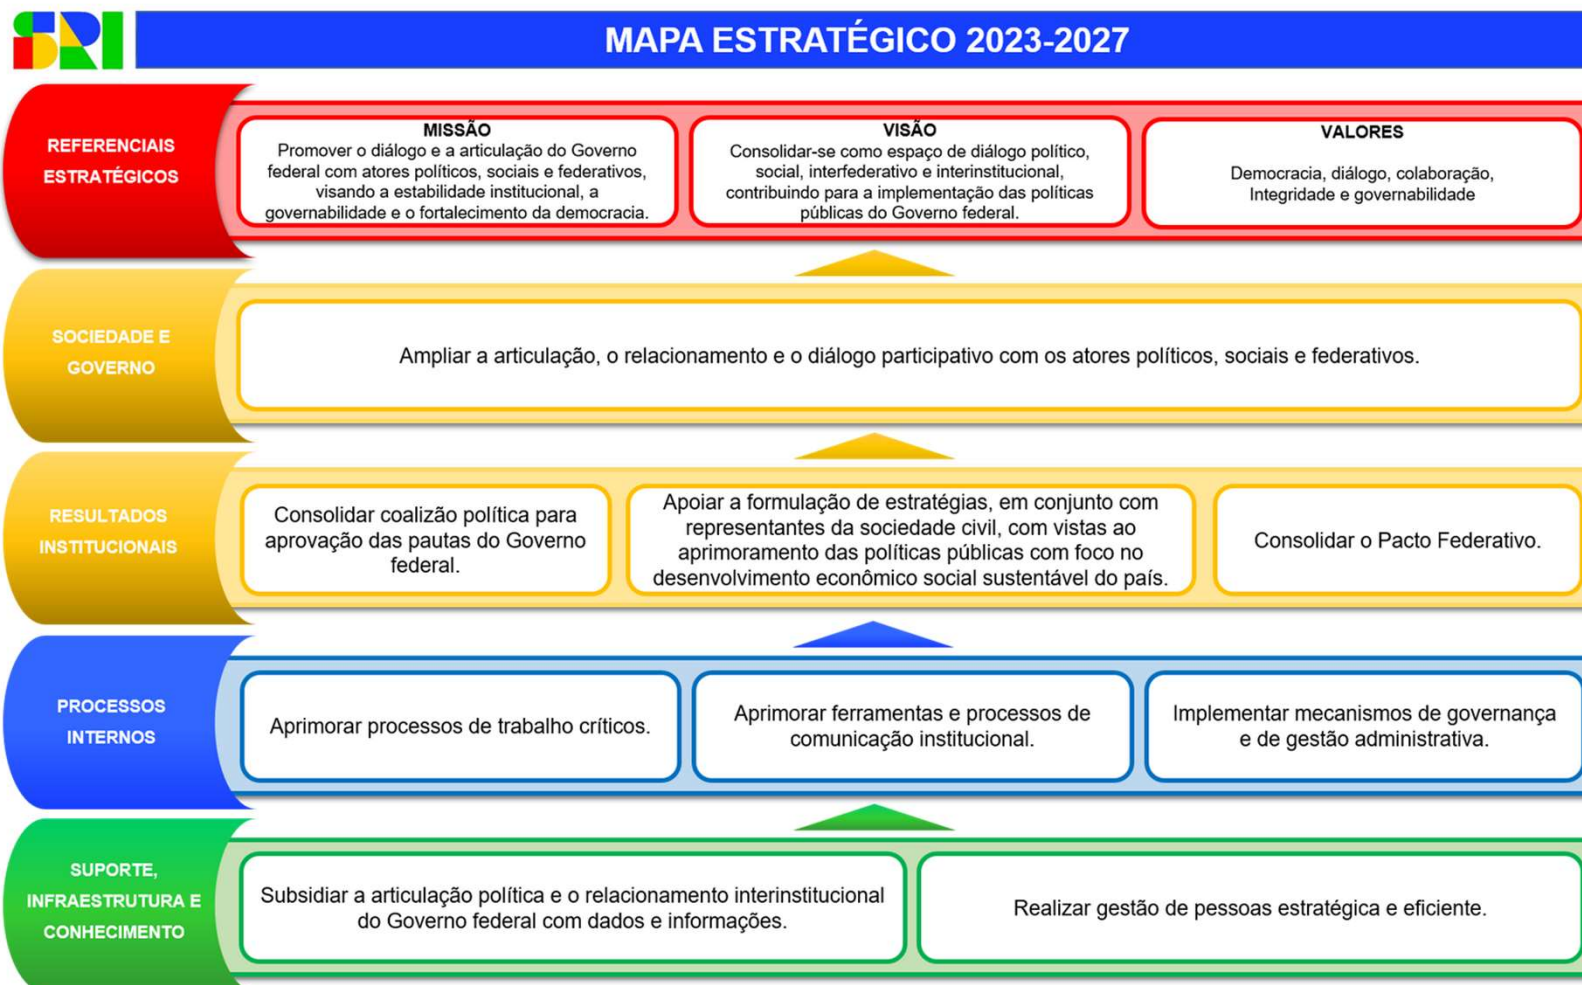 SRI
MAPA ESTRATÉGICO 2023-2027
REFERENCIAIS
ESTRATÉGICOS
MISSÃO
Promover o diálogo e a articulação do Governo
federal com atores políticos, sociais e federativos,
visando a estabilidade institucional, a
governabilidade e o fortalecimento da democracia.
VISÃO
Consolidar-se como espaço de diálogo político,
social, interfederativo e interinstitucional,
contribuindo para a implementação das políticas
públicas do Governo federal.
VALORES
Democracia, diálogo, colaboração,
Integridade e governabilidade
SOCIEDADE E
GOVERNO
Ampliar a articulação, o relacionamento e o diálogo participativo com os atores políticos, sociais e federativos.
RESULTADOS
INSTITUCIONAIS
Consolidar coalizão política para
aprovação das pautas do Governo
federal.
Apoiar a formulação de estratégias, em conjunto com
representantes da sociedade civil, com vistas ao
aprimoramento das políticas públicas com foco no
desenvolvimento econômico social sustentável do país.
Consolidar o Pacto Federativo.
PROCESSOS
INTERNOS
Aprimorar processos de trabalho críticos.
Aprimorar ferramentas e processos de
comunicação institucional.
Implementar mecanismos de governança
e de gestão administrativa.
SUPORTE,
INFRAESTRUTURA E
CONHECIMENTO
Subsidiar a articulação política e o relacionamento interinstitucional
do Governo federal com dados e informações.
Realizar gestão de pessoas estratégica e eficiente.